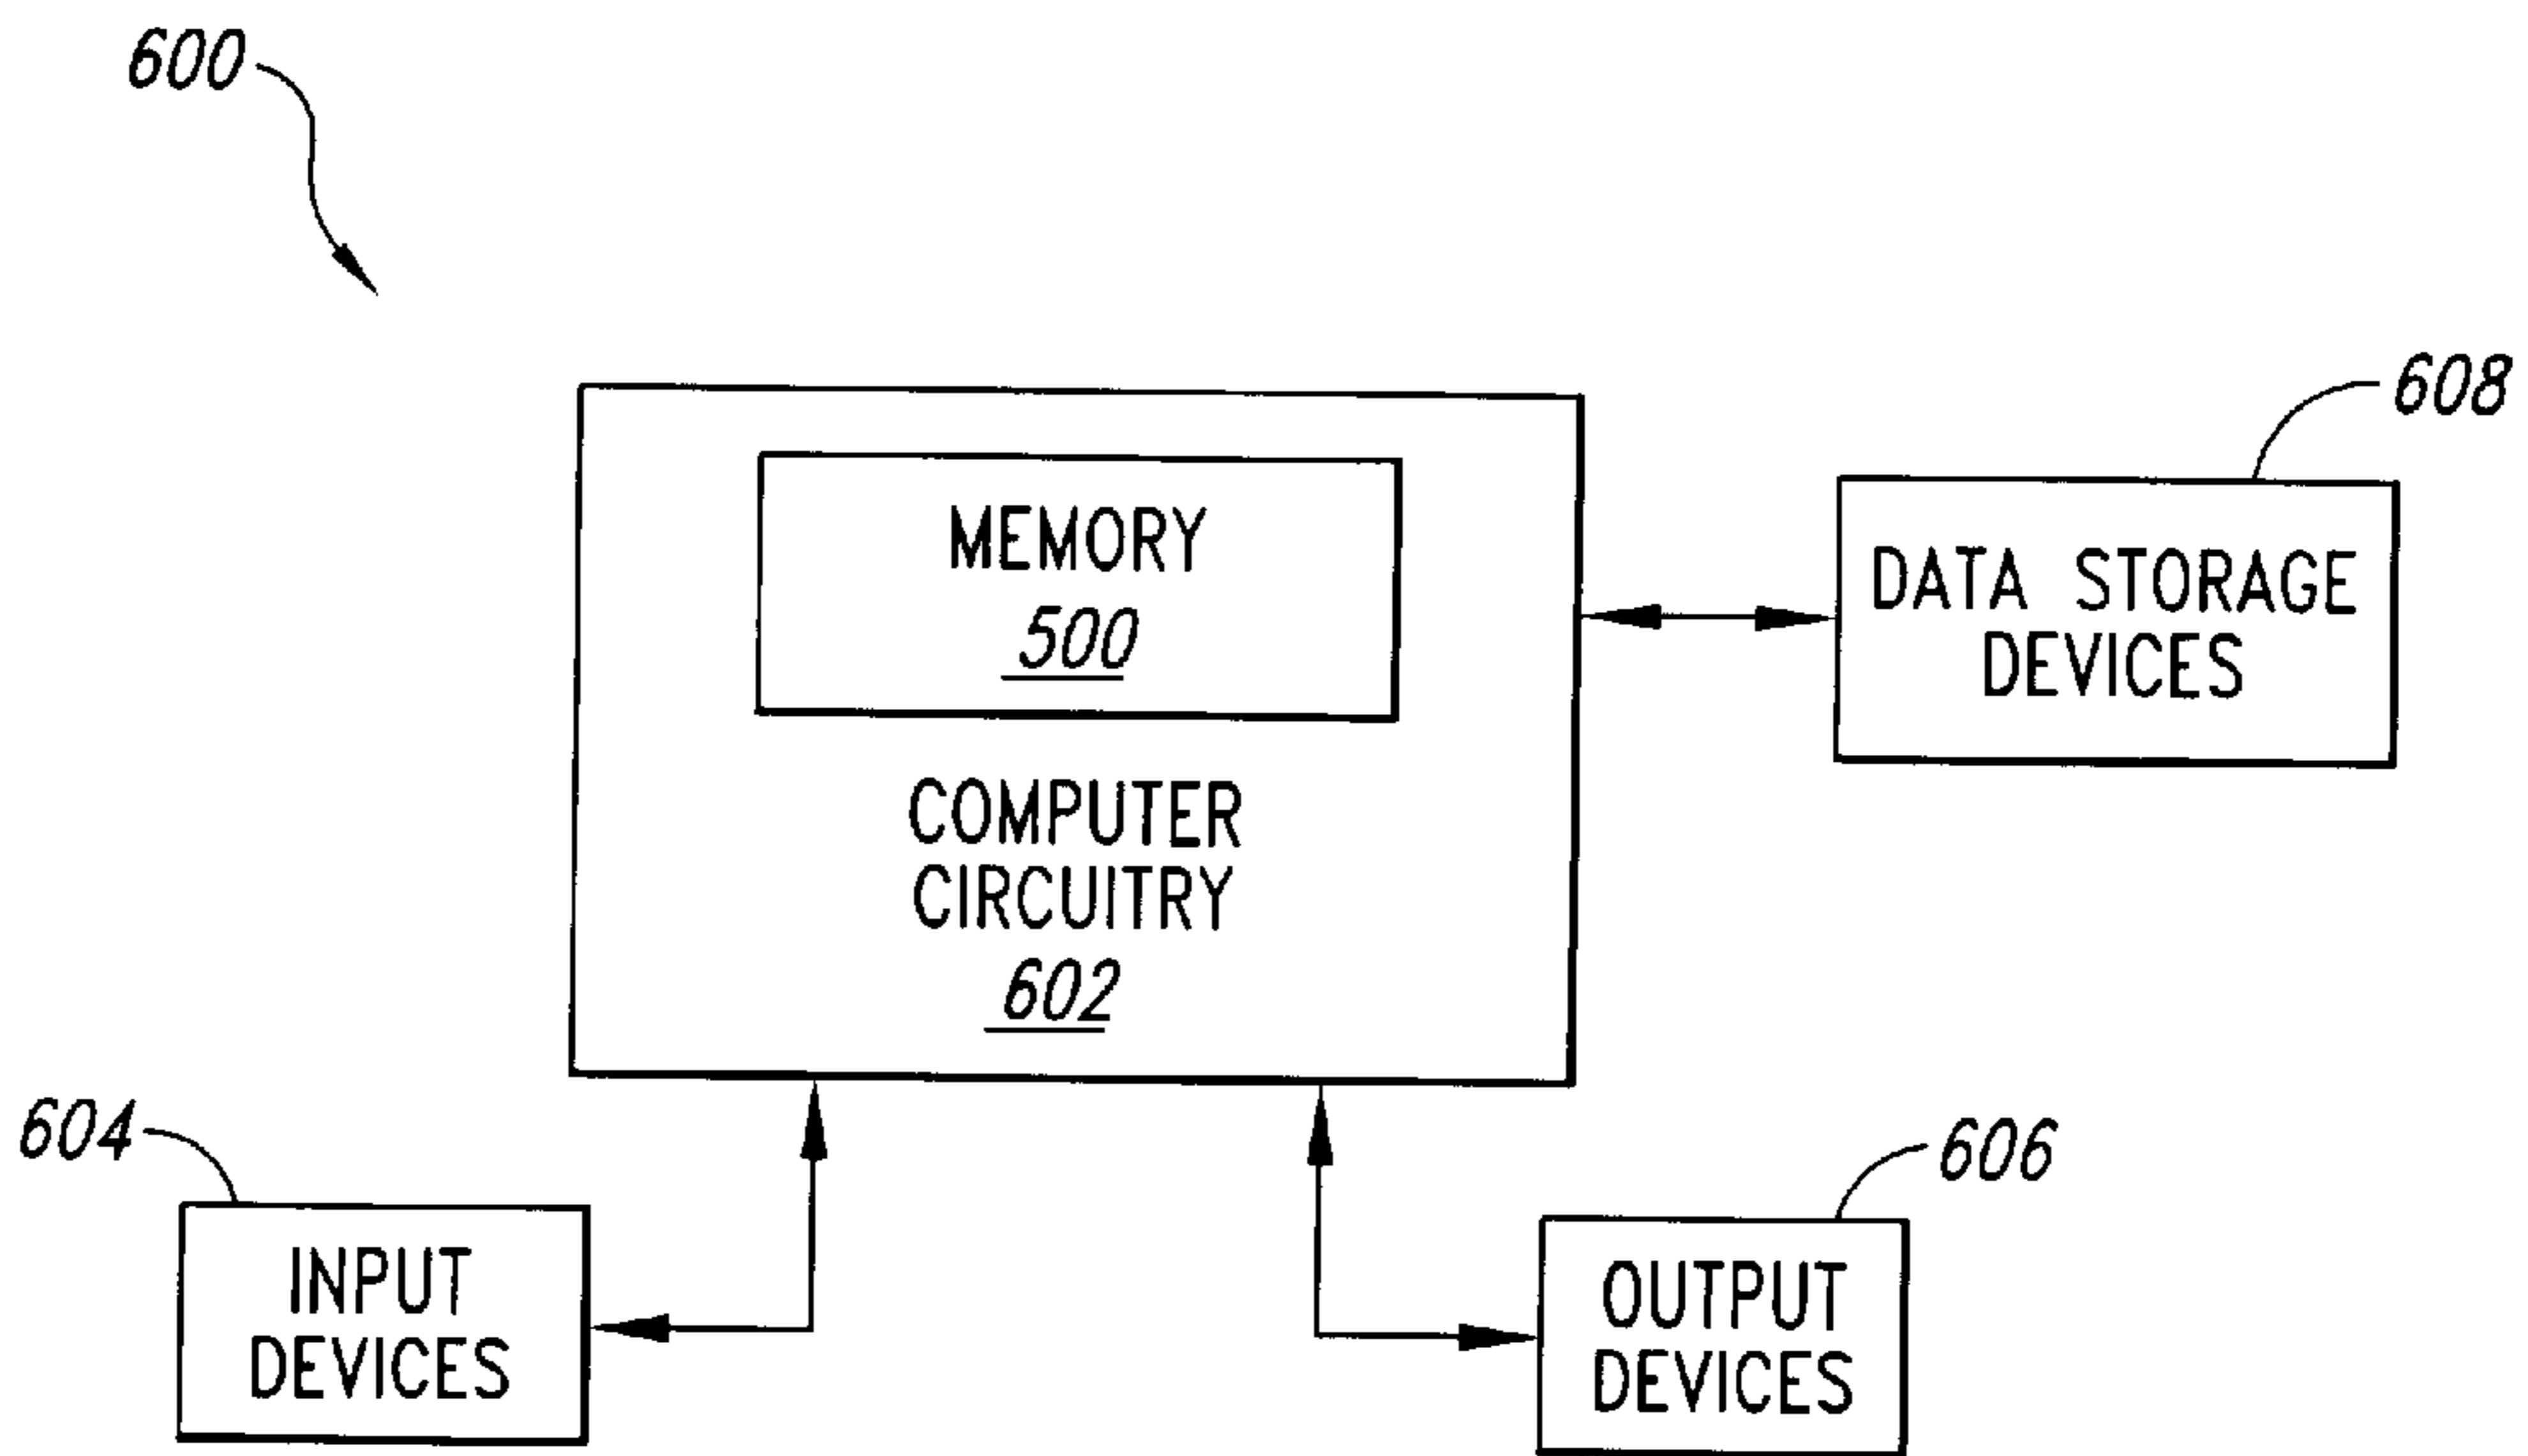 600
608
MEMORY
500
DATA STORAGE
DEVICES
COMPUTER
CIRCUITRY
602
604
606
INPUT
DEVICES
OUTPUT
DEVICES